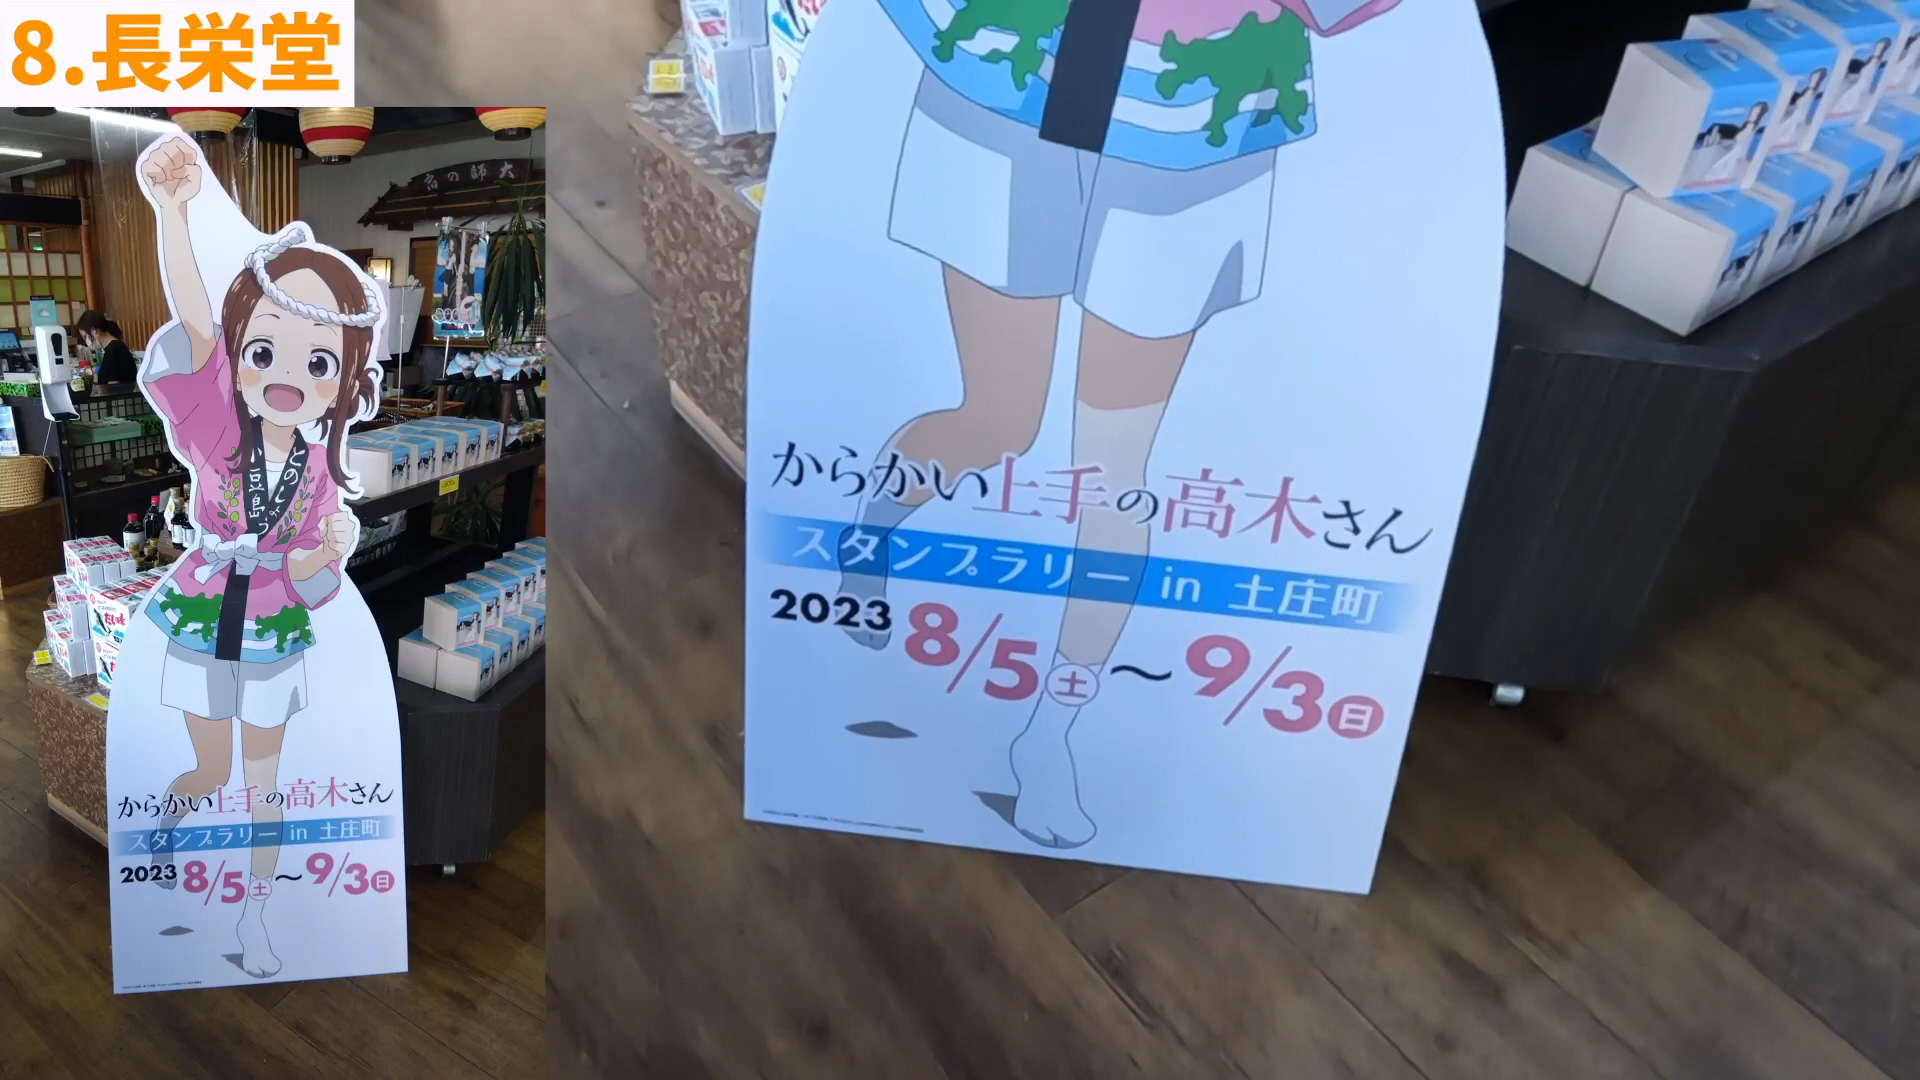 8.長栄堂
大師の宿
とのしょう
小豆島
からかい上手の高木さん
スタンプラリー in 土庄町
2023 8/5土～9/3日
からかい上手の高木さん
スタンプラリー in 土庄町
2023 8/5土～9/3日